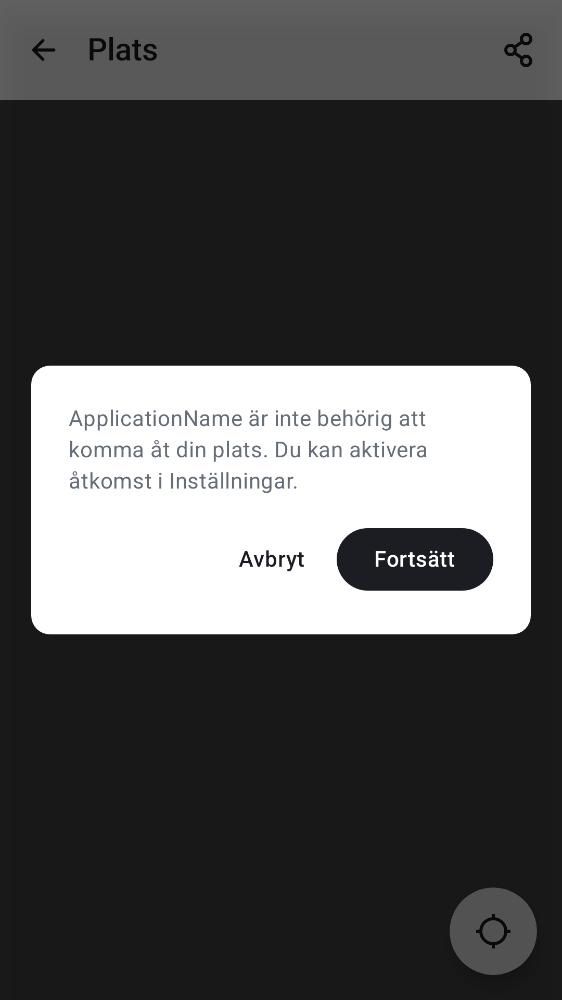 Plats
ApplicationName är inte behörig att
komma åt din plats. Du kan aktivera
åtkomst i Inställningar.
Avbryt
Fortsätt